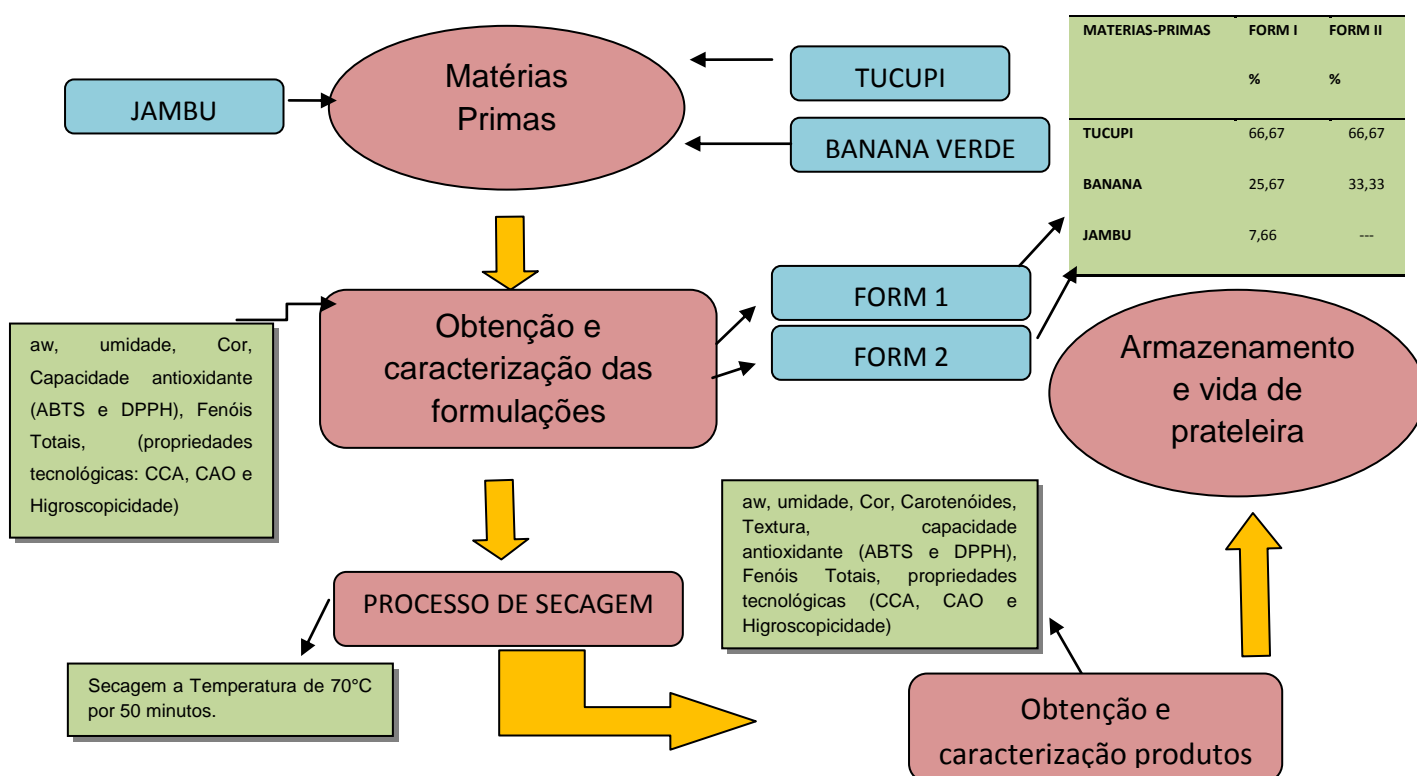 MATERIAS-PRIMAS FORM I FORM II
% %
TUCUPI 66,67 66,67
BANANA 25,67 33,33
JAMBU 7,66 ---
JAMBU
Matérias
Primas
TUCUPI
BANANA VERDE
Obtenção e
caracterização das
formulações
FORM 1
FORM 2
aw, umidade, Cor,
Capacidade antioxidante
(ABTS e DPPH), Fenóis
Totais, (propriedades
tecnológicas: CCA, CAO e
Higroscopicidade)
Armazenamento
e vida de
prateleira
PROCESSO DE SECAGEM
Secagem a Temperatura de 70°C
por 50 minutos.
aw, umidade, Cor, Carotenóides,
Textura, capacidade
antioxidante (ABTS e DPPH),
Fenóis Totais, propriedades
tecnológicas (CCA, CAO e
Higroscopicidade)
Obtenção e
caracterização produtos